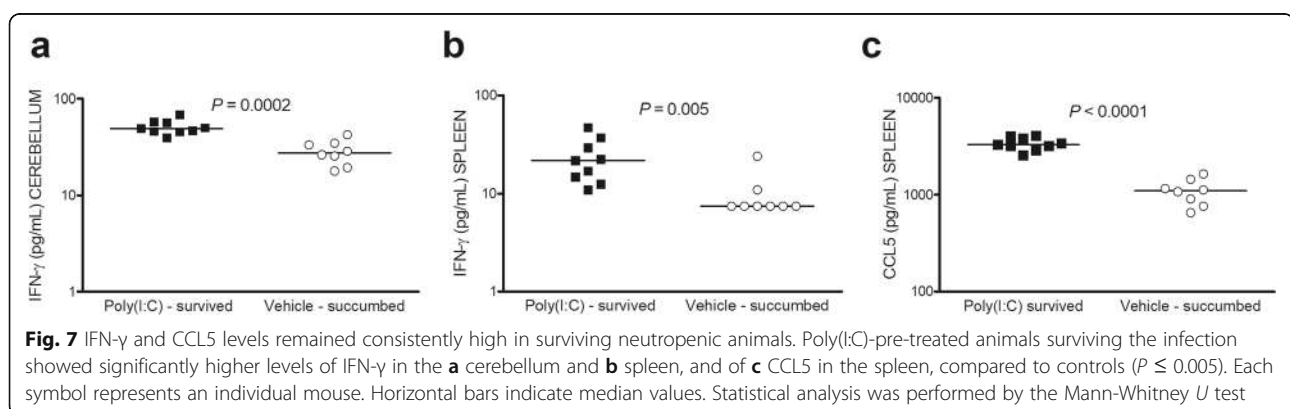 a
IFN-γ (pg/mL) CEREBELLUM
100
10
1
P = 0.0002
Poly(I:C) - survived
Vehicle - succumbed
b
IFN-γ (pg/mL) SPLEEN
100
10
1
P = 0.005
Poly(I:C) - survived
Vehicle - succumbed
c
CCL5 (pg/mL) SPLEEN
10000
1000
100
P < 0.0001
Poly(I:C) - survived
Vehicle - succumbed
Fig. 7 IFN-γ and CCL5 levels remained consistently high in surviving neutropenic animals. Poly(I:C)-pre-treated animals surviving the infection
showed significantly higher levels of IFN-γ in the a cerebellum and b spleen, and of c CCL5 in the spleen, compared to controls (P ≤ 0.005). Each
symbol represents an individual mouse. Horizontal bars indicate median values. Statistical analysis was performed by the Mann-Whitney U test